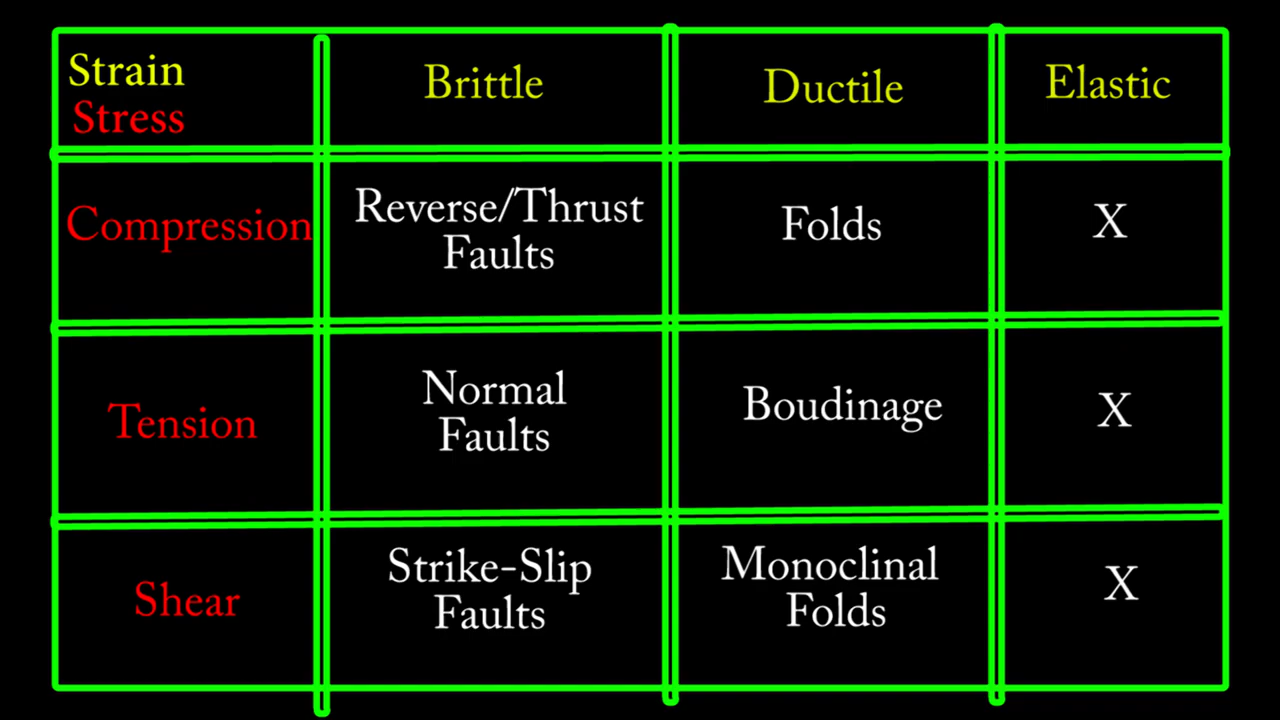 Strain
Stress
Brittle
Ductile
Elastic
Compression
Reverse/Thrust
Faults
Folds
X
Tension
Normal
Faults
Boudinage
X
Shear
Strike-Slip
Faults
Monoclinal
Folds
X